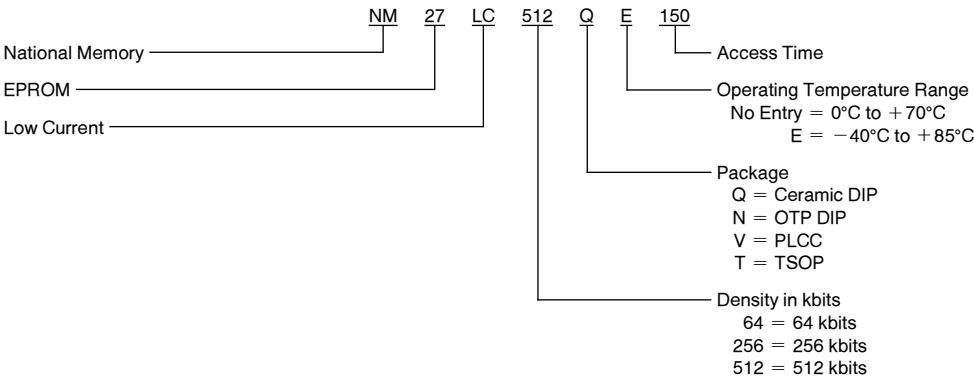 NM 27 LC 512 Q E 150
National Memory
EPROM
Low Current
Access Time
Operating Temperature Range
No Entry = 0°C to +70°C
E = −40°C to +85°C
Package
Q = Ceramic DIP
N = OTP DIP
V = PLCC
T = TSOP
Density in kbits
64 = 64 kbits
256 = 256 kbits
512 = 512 kbits